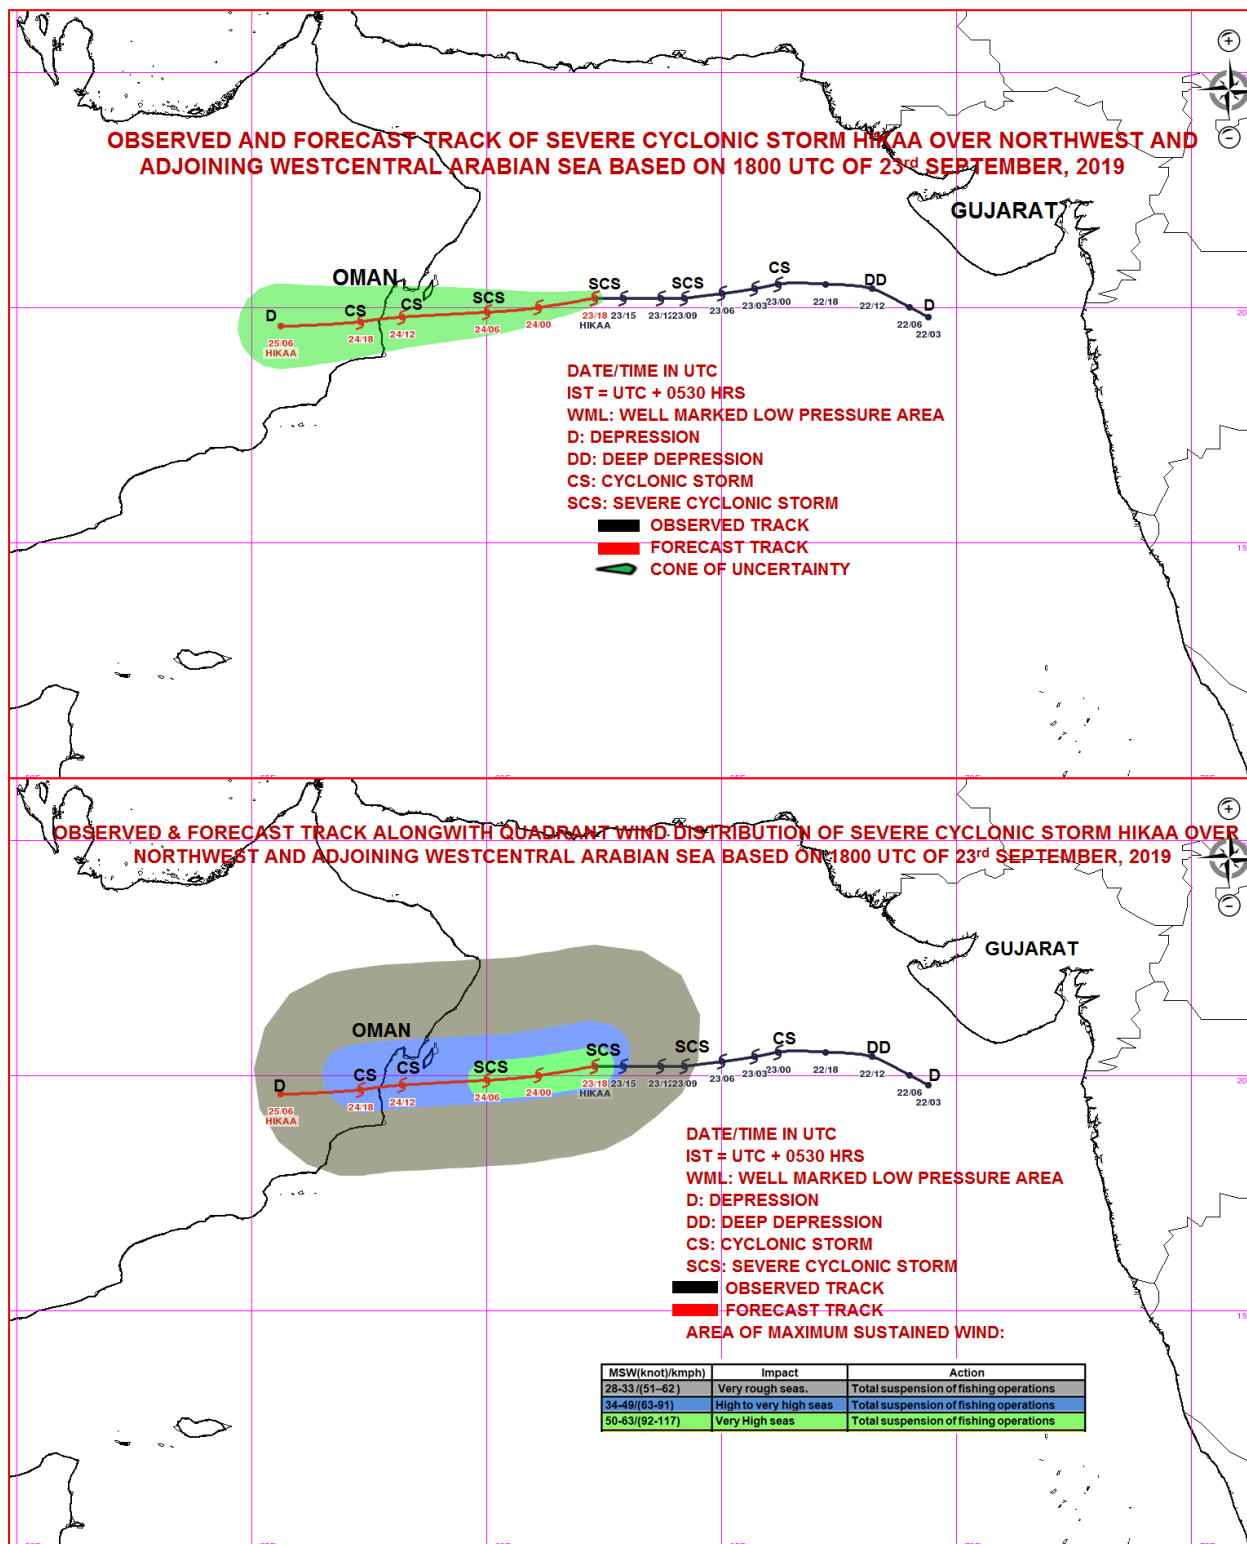 OBSERVED AND FORECAST TRACK OF SEVERE CYCLONIC STORM HIKAA OVER NORTHWEST AND
ADJOINING WESTCENTRAL ARABIAN SEA BASED ON 1800 UTC OF 23rd SEPTEMBER, 2019
GUJARAT
OMAN
D
CS
CS
SCS
SCS
SCS
CS
DD
D
25/06
HIKAA
24/18
24/12
24/06
24/00
23/18
HIKAA
23/15
23/12
23/09
23/06
23/03
23/00
22/18
22/12
22/06
22/03
DATE/TIME IN UTC
IST = UTC + 0530 HRS
WML: WELL MARKED LOW PRESSURE AREA
D: DEPRESSION
DD: DEEP DEPRESSION
CS: CYCLONIC STORM
SCS: SEVERE CYCLONIC STORM
OBSERVED TRACK
FORECAST TRACK
CONE OF UNCERTAINTY
OBSERVED & FORECAST TRACK ALONGWITH QUADRANT WIND DISTRIBUTION OF SEVERE CYCLONIC STORM HIKAA OVER
NORTHWEST AND ADJOINING WESTCENTRAL ARABIAN SEA BASED ON 1800 UTC OF 23rd SEPTEMBER, 2019
GUJARAT
OMAN
D
CS
CS
SCS
SCS
SCS
CS
DD
D
25/06
HIKAA
24/18
24/12
24/06
24/00
23/18
HIKAA
23/15
23/12
23/09
23/06
23/03
23/00
22/18
22/12
22/06
22/03
DATE/TIME IN UTC
IST = UTC + 0530 HRS
WML: WELL MARKED LOW PRESSURE AREA
D: DEPRESSION
DD: DEEP DEPRESSION
CS: CYCLONIC STORM
SCS: SEVERE CYCLONIC STORM
OBSERVED TRACK
FORECAST TRACK
AREA OF MAXIMUM SUSTAINED WIND:
MSW(knot)/kmph) Impact Action
28-33 /(51–62 ) Very rough seas. Total suspension of fishing operations
34-49/(63-91) High to very high seas Total suspension of fishing operations
50-63/(92-117) Very High seas Total suspension of fishing operations